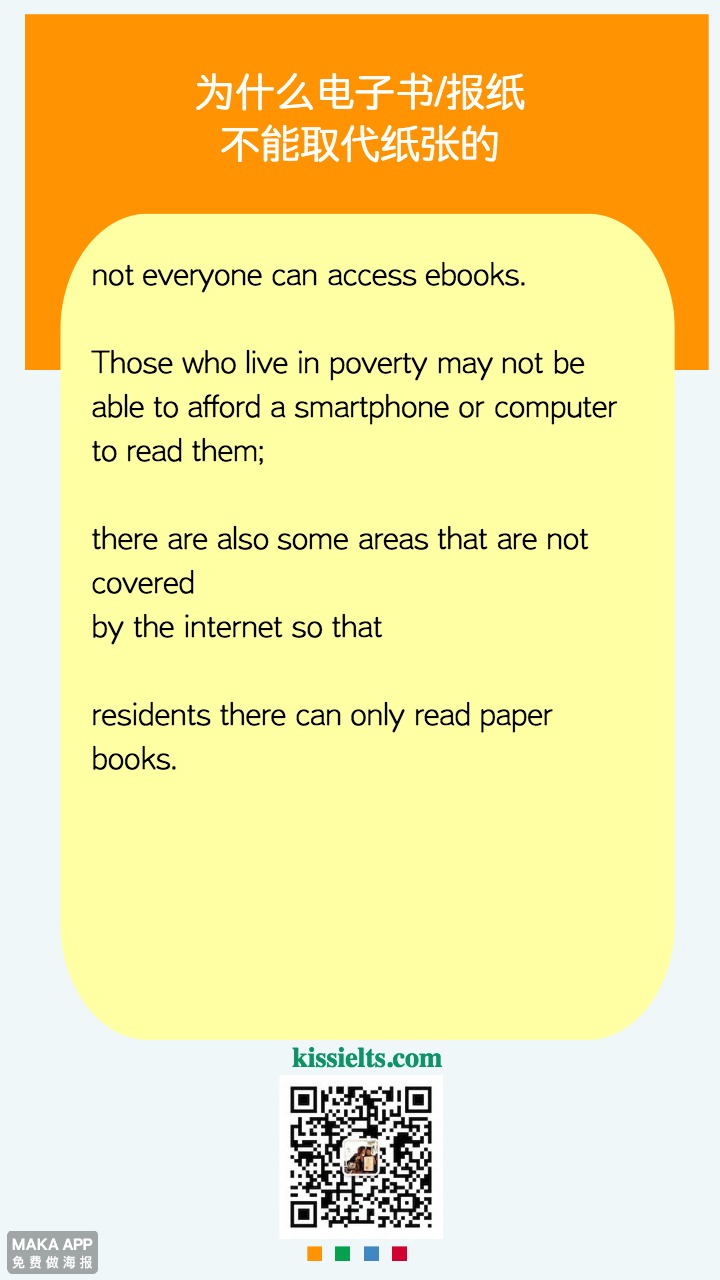 为什么电子书/报纸
不能取代纸张的
not everyone can access ebooks.
Those who live in poverty may not be
able to afford a smartphone or computer
to read them;
there are also some areas that are not
covered
by the internet so that
residents there can only read paper
books.
kissielts.com
MAKA APP
免费做海报